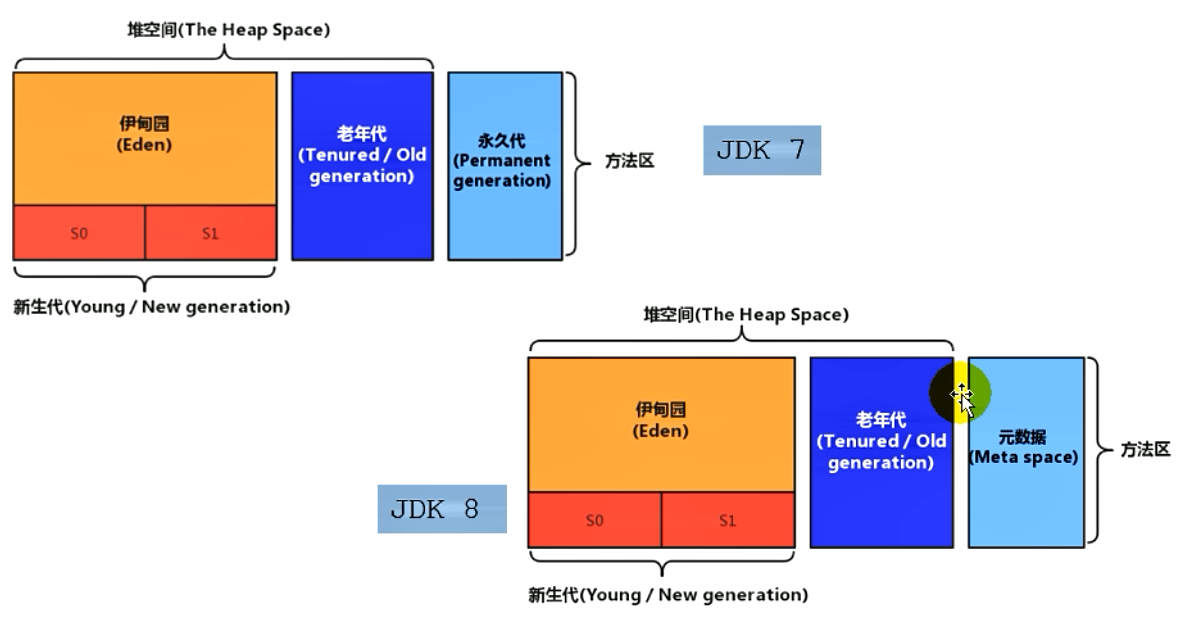 堆空间(The Heap Space)
伊甸园
(Eden)
老年代
(Tenured / Old
generation)
永久代
(Permanent
generation)
方法区
JDK 7
S0
S1
新生代(Young / New generation)
堆空间(The Heap Space)
伊甸园
(Eden)
老年代
(Tenured / Old
generation)
元数据
(Meta space)
方法区
JDK 8
S0
S1
新生代(Young / New generation)